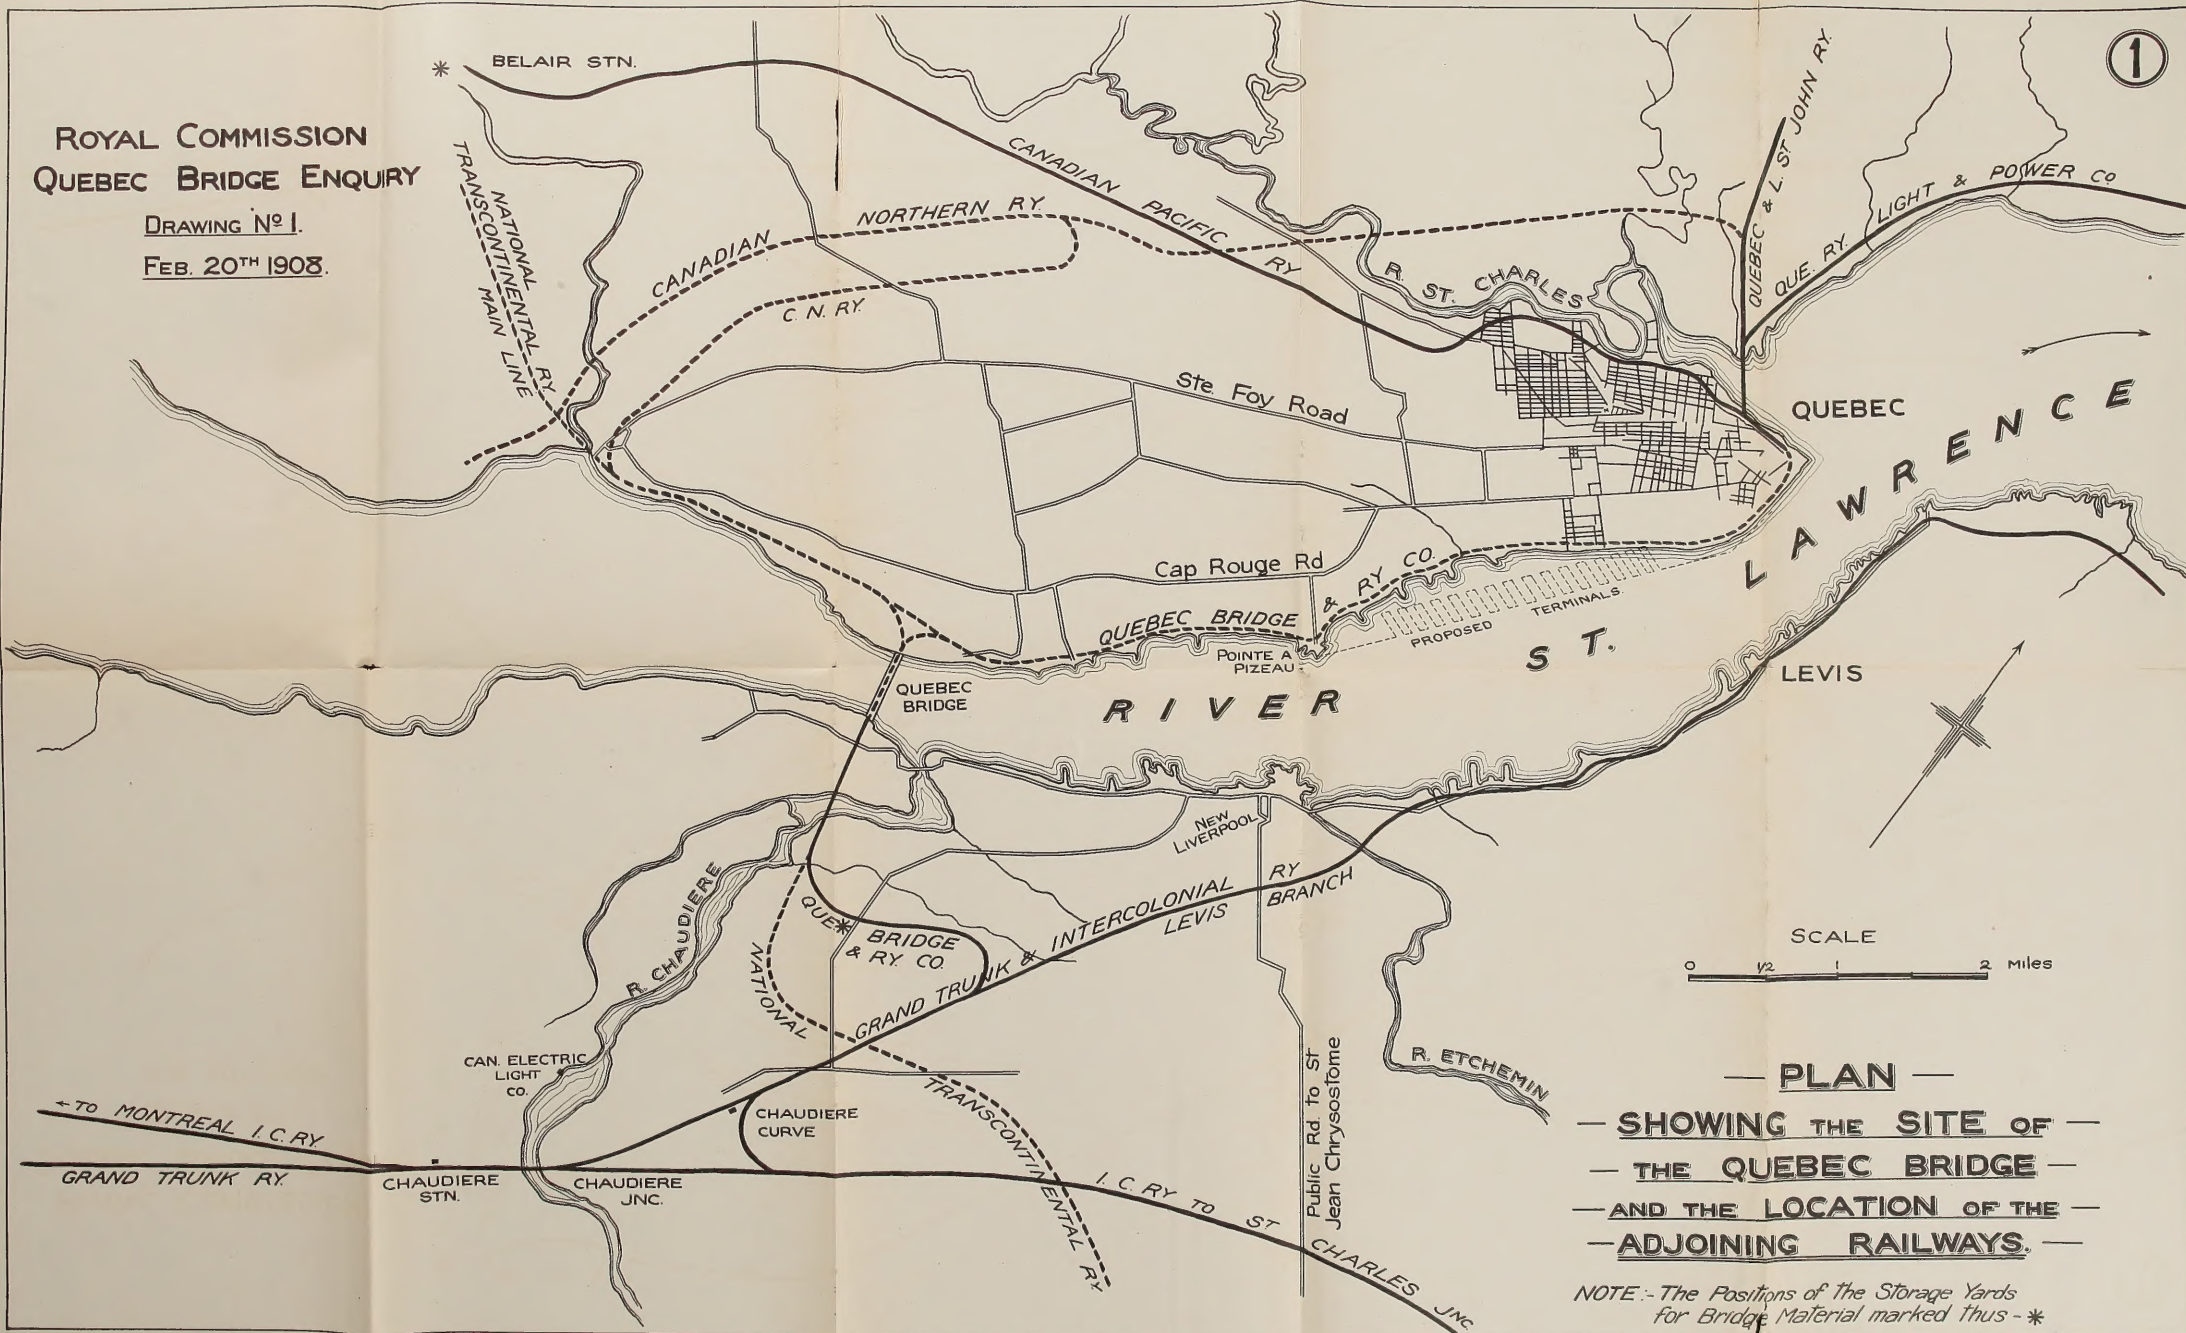 1
ROYAL COMMISSION
QUEBEC BRIDGE ENQUIRY
DRAWING Nº 1.
FEB. 20TH 1908.
* BELAIR STN.
NATIONAL
TRANSCONTINENTAL RY.
MAIN LINE
CANADIAN NORTHERN RY.
C. N. RY.
CANADIAN PACIFIC RY
R. ST. CHARLES
QUEBEC & L. ST. JOHN RY.
QUE. RY. LIGHT & POWER CO
Ste. Foy Road
QUEBEC
Cap Rouge Rd
QUEBEC BRIDGE & RY CO.
PROPOSED TERMINALS.
POINTE A
PIZEAU
RIVER ST. LAWRENCE
LEVIS
QUEBEC
BRIDGE
NEW
LIVERPOOL
R. CHAUDIERE
QUE * BRIDGE
& RY. CO.
GRAND TRUNK & INTERCOLONIAL RY
LEVIS BRANCH
NATIONAL TRANSCONTINENTAL RY.
CAN. ELECTRIC
LIGHT
CO.
R. ETCHEMIN
Public Rd. to St
Jean Chrysostome
CHAUDIERE
CURVE
←TO MONTREAL I. C. RY.
GRAND TRUNK RY.
CHAUDIERE
STN.
CHAUDIERE
JNC.
I. C. RY TO ST CHARLES JNC.
SCALE
0 1/2 1 2 Miles
— PLAN —
— SHOWING THE SITE OF —
— THE QUEBEC BRIDGE —
— AND THE LOCATION OF THE —
— ADJOINING RAILWAYS. —
NOTE:- The Positions of the Storage Yards
for Bridge Material marked thus - *